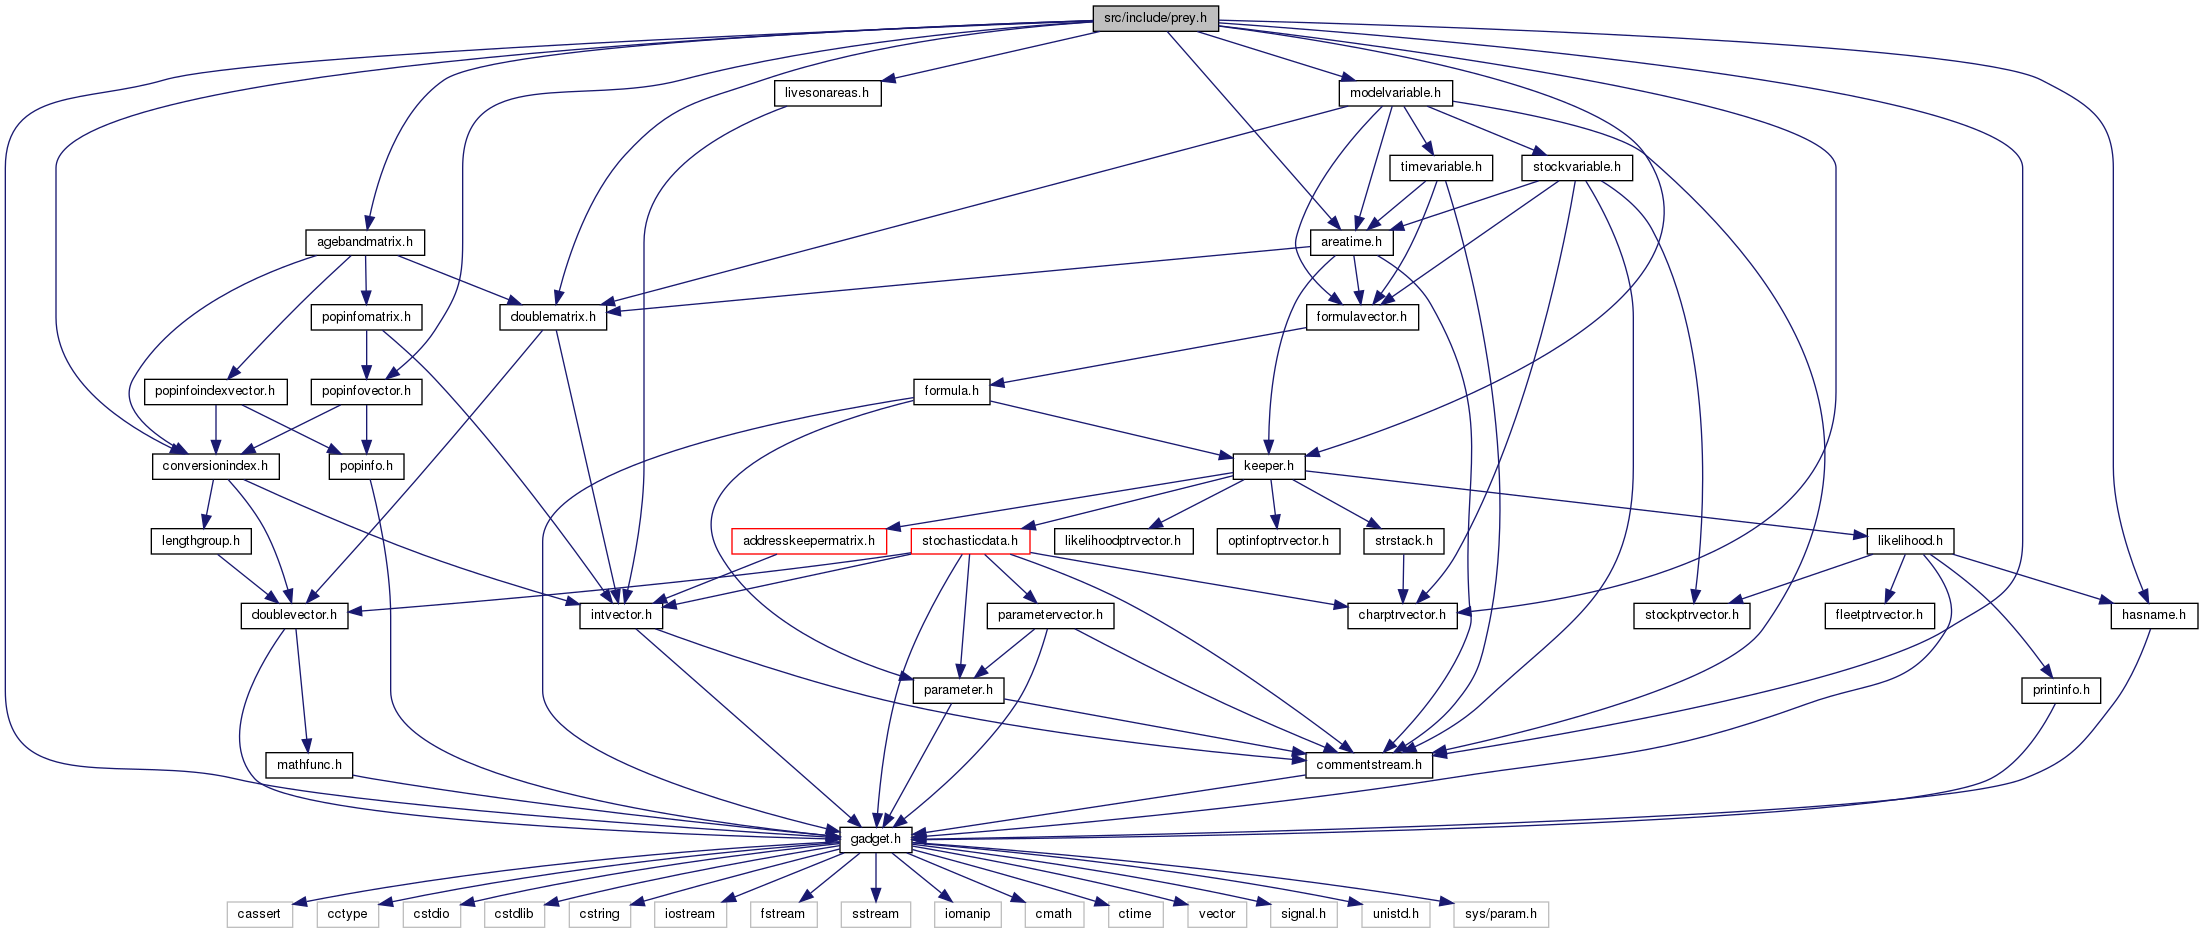 src/include/prey.h
livesonareas.h
modelvariable.h
timevariable.h
stockvariable.h
agebandmatrix.h
areatime.h
popinfomatrix.h
doublematrix.h
formulavector.h
popinfoindexvector.h
popinfovector.h
formula.h
conversionindex.h
popinfo.h
keeper.h
lengthgroup.h
addresskeepermatrix.h
stochasticdata.h
likelihoodptrvector.h
optinfoptrvector.h
strstack.h
likelihood.h
doublevector.h
intvector.h
parametervector.h
charptrvector.h
stockptrvector.h
fleetptrvector.h
hasname.h
parameter.h
printinfo.h
mathfunc.h
commentstream.h
gadget.h
cassert
cctype
cstdio
cstdlib
cstring
iostream
fstream
sstream
iomanip
cmath
ctime
vector
signal.h
unistd.h
sys/param.h